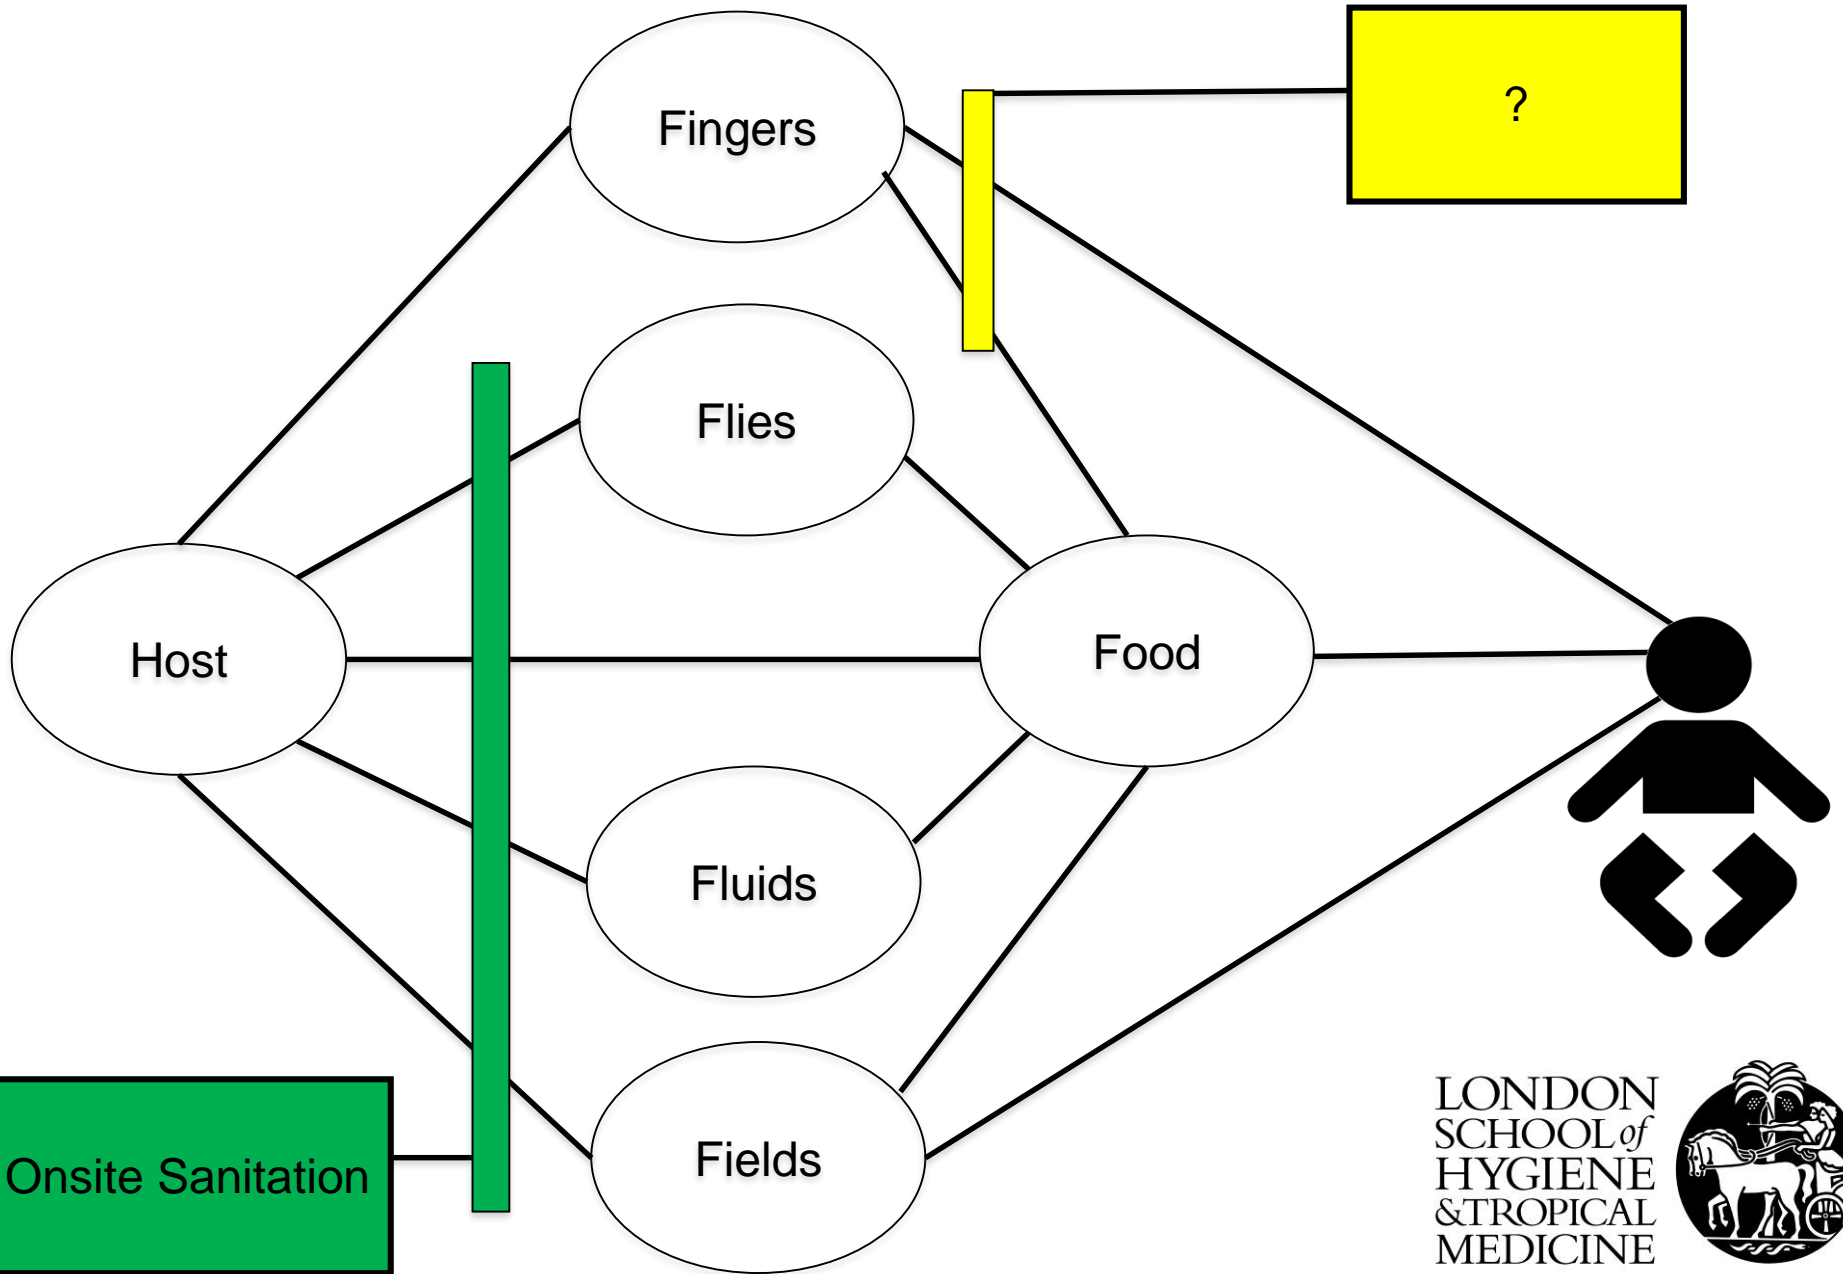 Fingers
?
Flies
Host
Food
Fluids
Fields
Onsite Sanitation
LONDON
SCHOOL of
HYGIENE
&TROPICAL
MEDICINE